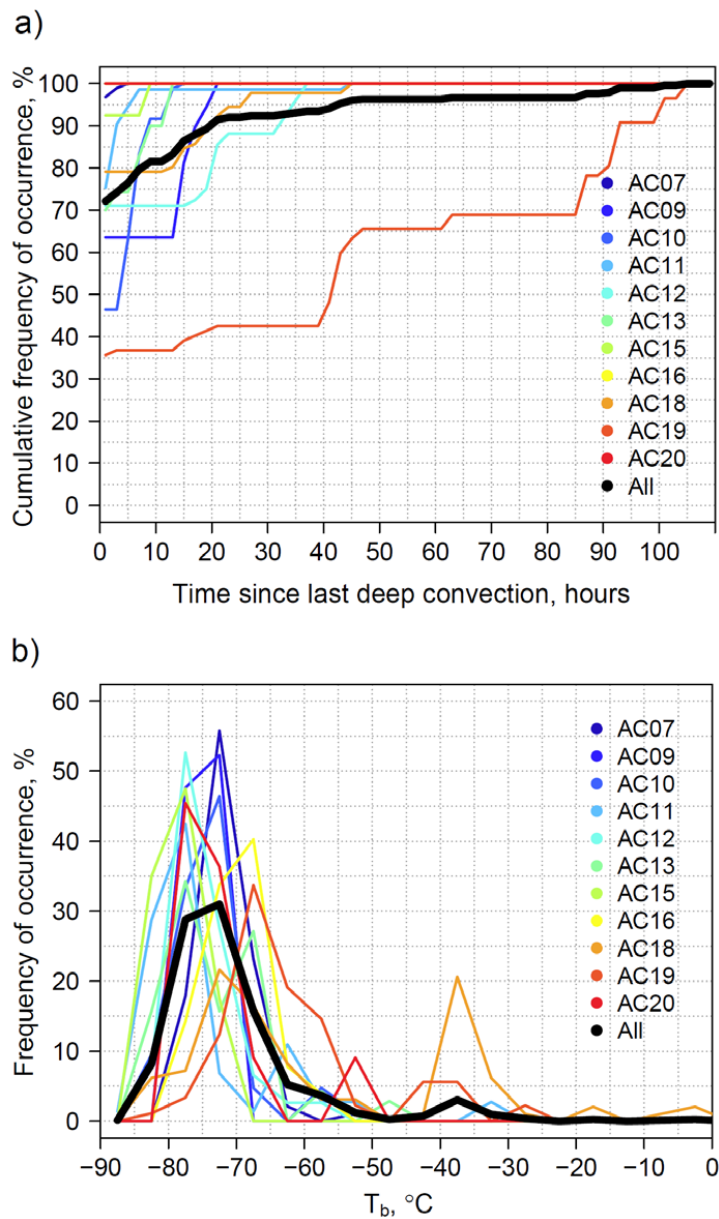 a)
Cumulative frequency of occurrence, %
100
90
80
70
60
50
40
30
20
10
0
AC07
AC09
AC10
AC11
AC12
AC13
AC15
AC16
AC18
AC19
AC20
All
0 10 20 30 40 50 60 70 80 90 100
Time since last deep convection, hours
b)
Frequency of occurrence, %
60
50
40
30
20
10
0
AC07
AC09
AC10
AC11
AC12
AC13
AC15
AC16
AC18
AC19
AC20
All
−90 −80 −70 −60 −50 −40 −30 −20 −10 0
Tb, °C